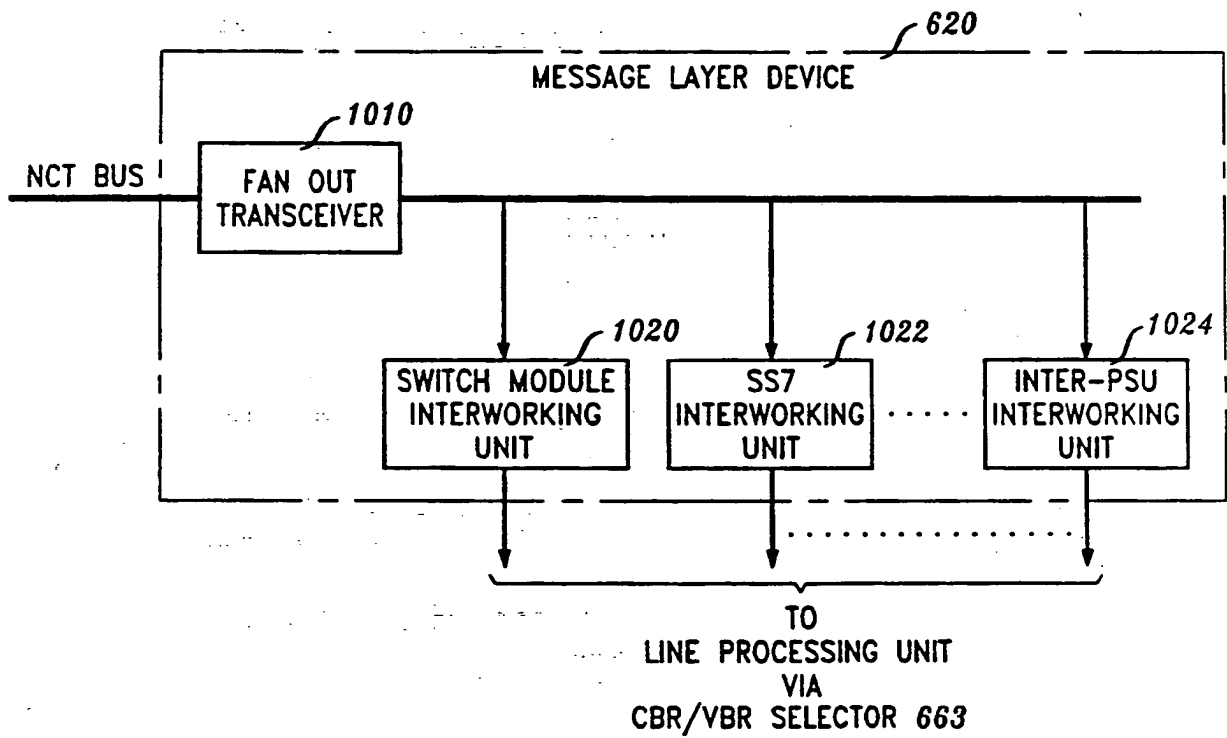 620
MESSAGE LAYER DEVICE
1010
NCT BUS
FAN OUT
TRANSCEIVER
1020
1022
1024
SWITCH MODULE
INTERWORKING
UNIT
SS7
INTERWORKING
UNIT
INTER-PSU
INTERWORKING
UNIT
TO
LINE PROCESSING UNIT
VIA
CBR/VBR SELECTOR 663